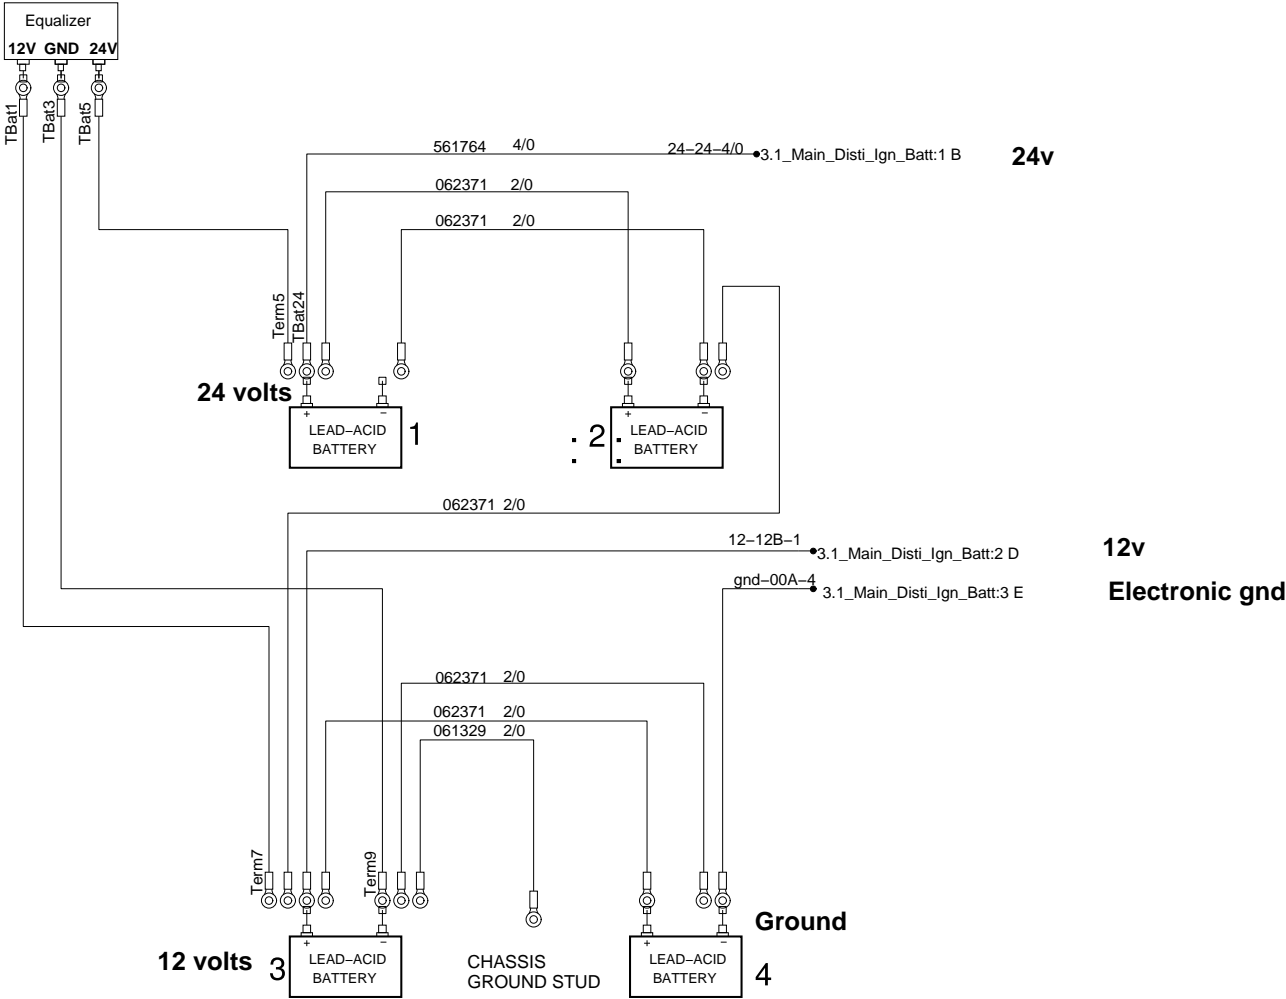 Equalizer
12V GND 24V
TBat1
TBat3
TBat5
561764 4/0 24–24–4/0 3.1_Main_Disti_Ign_Batt:1 B 24v
062371 2/0
062371 2/0
Term5
TBat24
24 volts
+ –
LEAD–ACID
BATTERY
1
+ –
LEAD–ACID
BATTERY
2
062371 2/0
12–12B–1 3.1_Main_Disti_Ign_Batt:2 D 12v
gnd–00A–4 3.1_Main_Disti_Ign_Batt:3 E Electronic gnd
062371 2/0
062371 2/0
061329 2/0
Term7
Term9
Ground
12 volts 3
+ –
LEAD–ACID
BATTERY
CHASSIS
GROUND STUD
+ –
LEAD–ACID
BATTERY
4